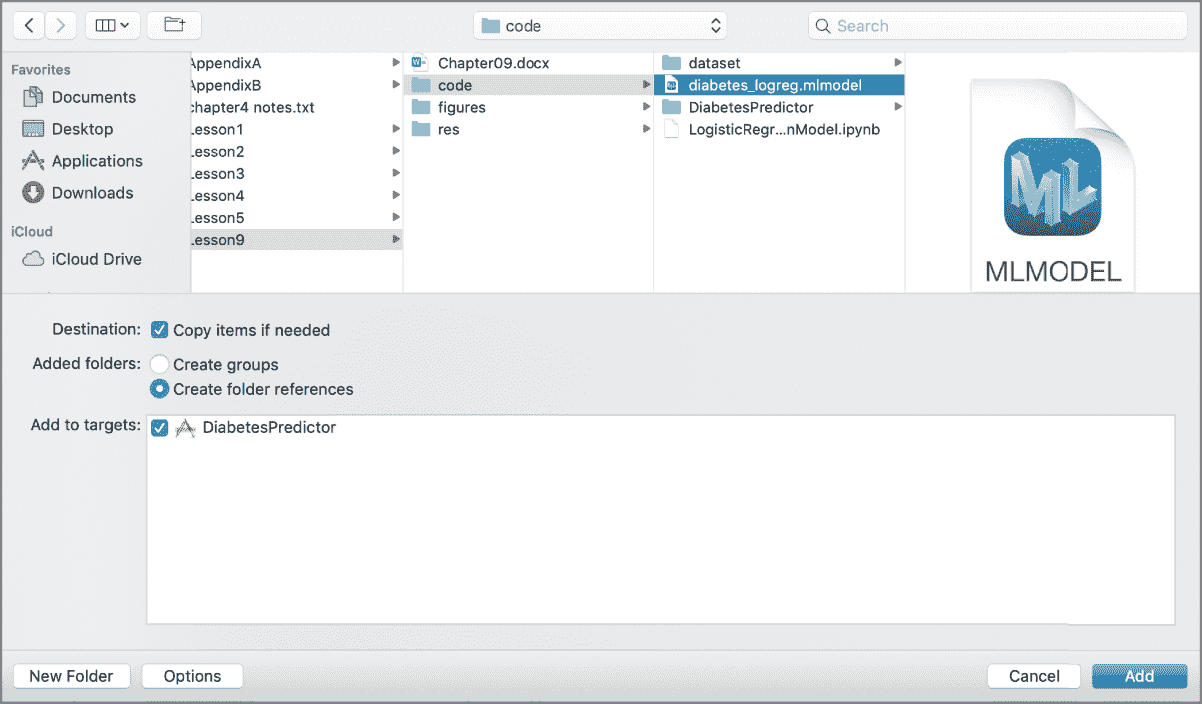 code
Search
Favorites
Documents
Desktop
Applications
Downloads
iCloud
iCloud Drive
AppendixA
AppendixB
chapter4 notes.txt
Lesson1
Lesson2
Lesson3
Lesson4
Lesson5
Lesson9
Chapter09.docx
code
figures
res
dataset
diabetes_logreg.mlmodel
DiabetesPredictor
LogisticRegr...nModel.ipynb
ML
MLMODEL
Destination: Copy items if needed
Added folders: Create groups
Create folder references
Add to targets: DiabetesPredictor
New Folder Options Cancel Add